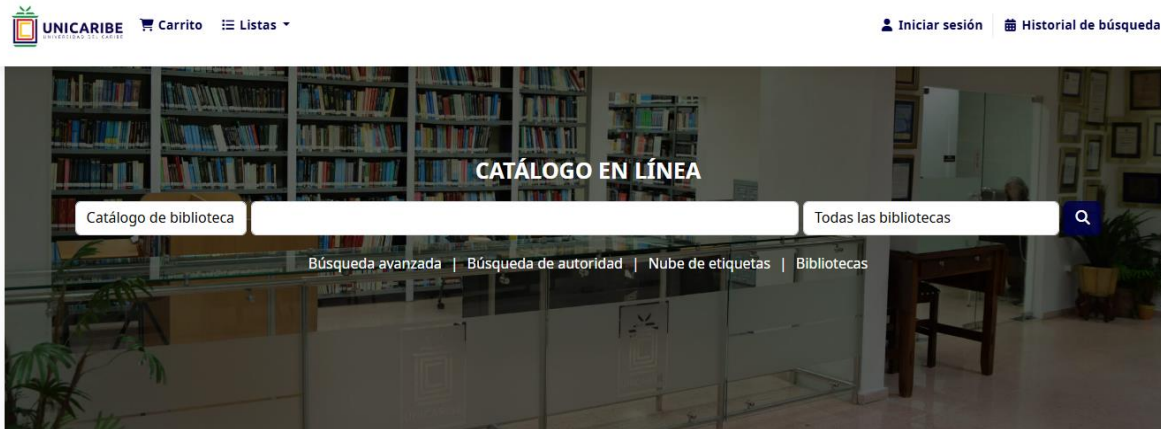 UNICARIBE
UNIVERSIDAD DEL CARIBE
Carrito
Listas
Iniciar sesión
Historial de búsqueda
CATÁLOGO EN LÍNEA
Catálogo de biblioteca
Todas las bibliotecas
Búsqueda avanzada | Búsqueda de autoridad | Nube de etiquetas | Bibliotecas
UNICARIBE